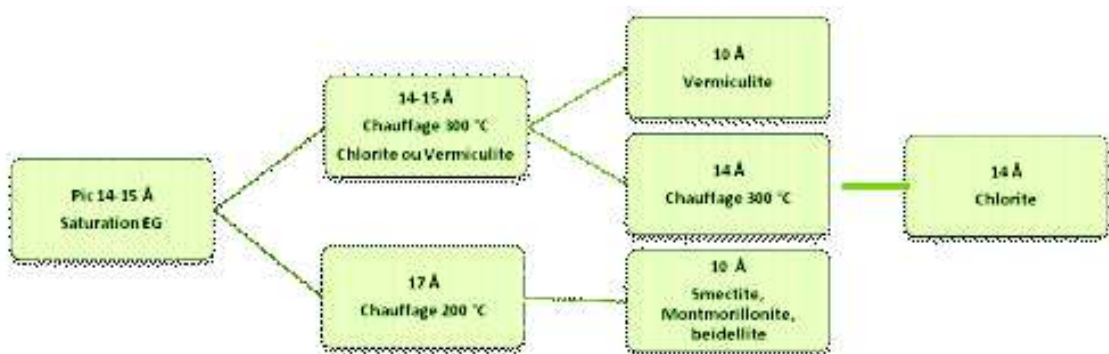 Pic 14-15 Å
Saturation EG
14-15 Å
Chauffage 300 °C
Chlorite ou Vermiculite
17 Å
Chauffage 200 °C
10 Å
Vermiculite
14 Å
Chauffage 300 °C
10 Å
Smectite,
Montmorillonite,
beidellite
14 Å
Chlorite